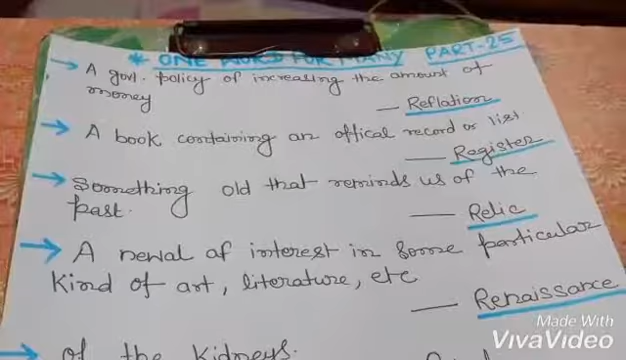 * ONE WORD FOR MANY PART-25
→ A govt. policy of increasing the amount of
money
— Reflation
→ A book containing an offical record or list
— Register
→ Something old that reminds us of the
past.
— Relic
→ A newal of interest in some particular
kind of art, literature, etc
— Renaissance
→ of the kidneys.
Made With
VivaVideo